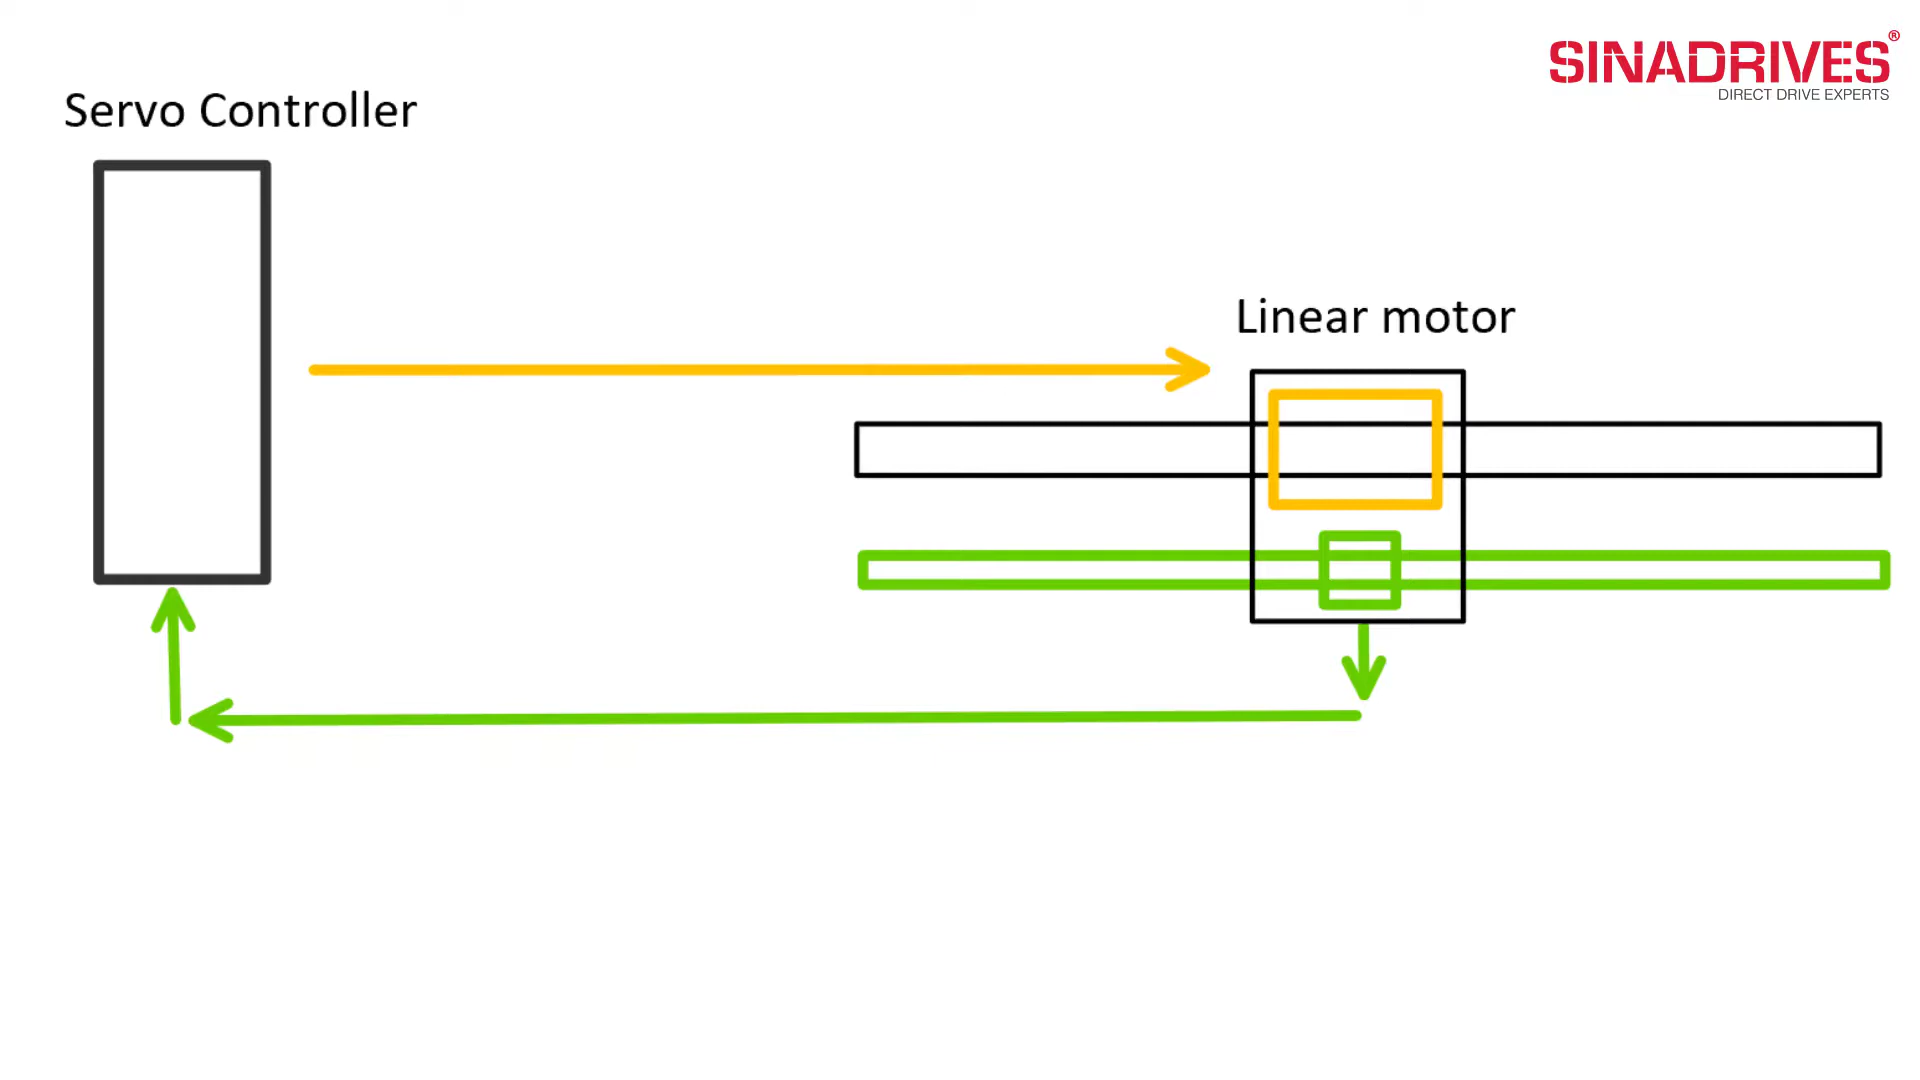 SINADRIVES®
DIRECT DRIVE EXPERTS
Servo Controller
Linear motor